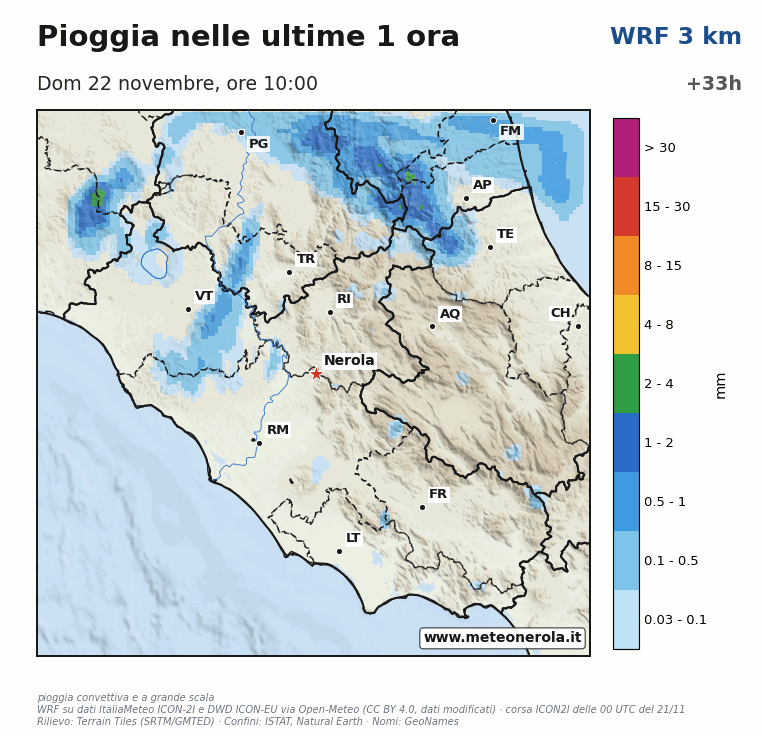 Pioggia nelle ultime 1 ora
WRF 3 km
Dom 22 novembre, ore 10:00
+33h
FM
PG
AP
TE
TR
VT
RI
AQ
CH
Nerola
RM
FR
LT
www.meteonerola.it
> 30
15 - 30
8 - 15
4 - 8
2 - 4
1 - 2
0.5 - 1
0.1 - 0.5
0.03 - 0.1
mm
pioggia convettiva e a grande scala
WRF su dati ItaliaMeteo ICON-2I e DWD ICON-EU via Open-Meteo (CC BY 4.0, dati modificati) · corsa ICON2I delle 00 UTC del 21/11
Rilievo: Terrain Tiles (SRTM/GMTED) · Confini: ISTAT, Natural Earth · Nomi: GeoNames